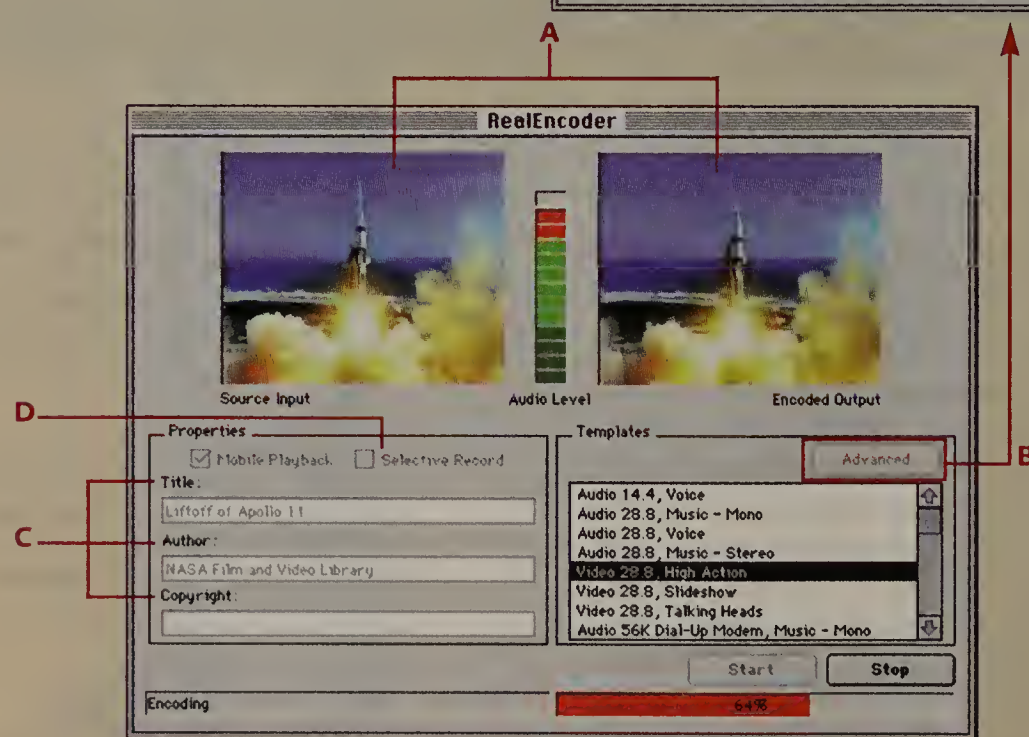 A
RealEncoder
Source Input
Audio Level
Encoded Output
D
Properties
Mobile Playback
Selective Record
Title:
Liftoff of Apollo 11
C
Author:
NASA Film and Video Library
Copyright:
Templates
Advanced
B
Audio 14.4, Voice
Audio 28.8, Music - Mono
Audio 28.8, Voice
Audio 28.8, Music - Stereo
Video 28.8, High Action
Video 28.8, Slideshow
Video 28.8, Talking Heads
Audio 56K Dial-Up Modem, Music - Mono
Start
Stop
Encoding
64%